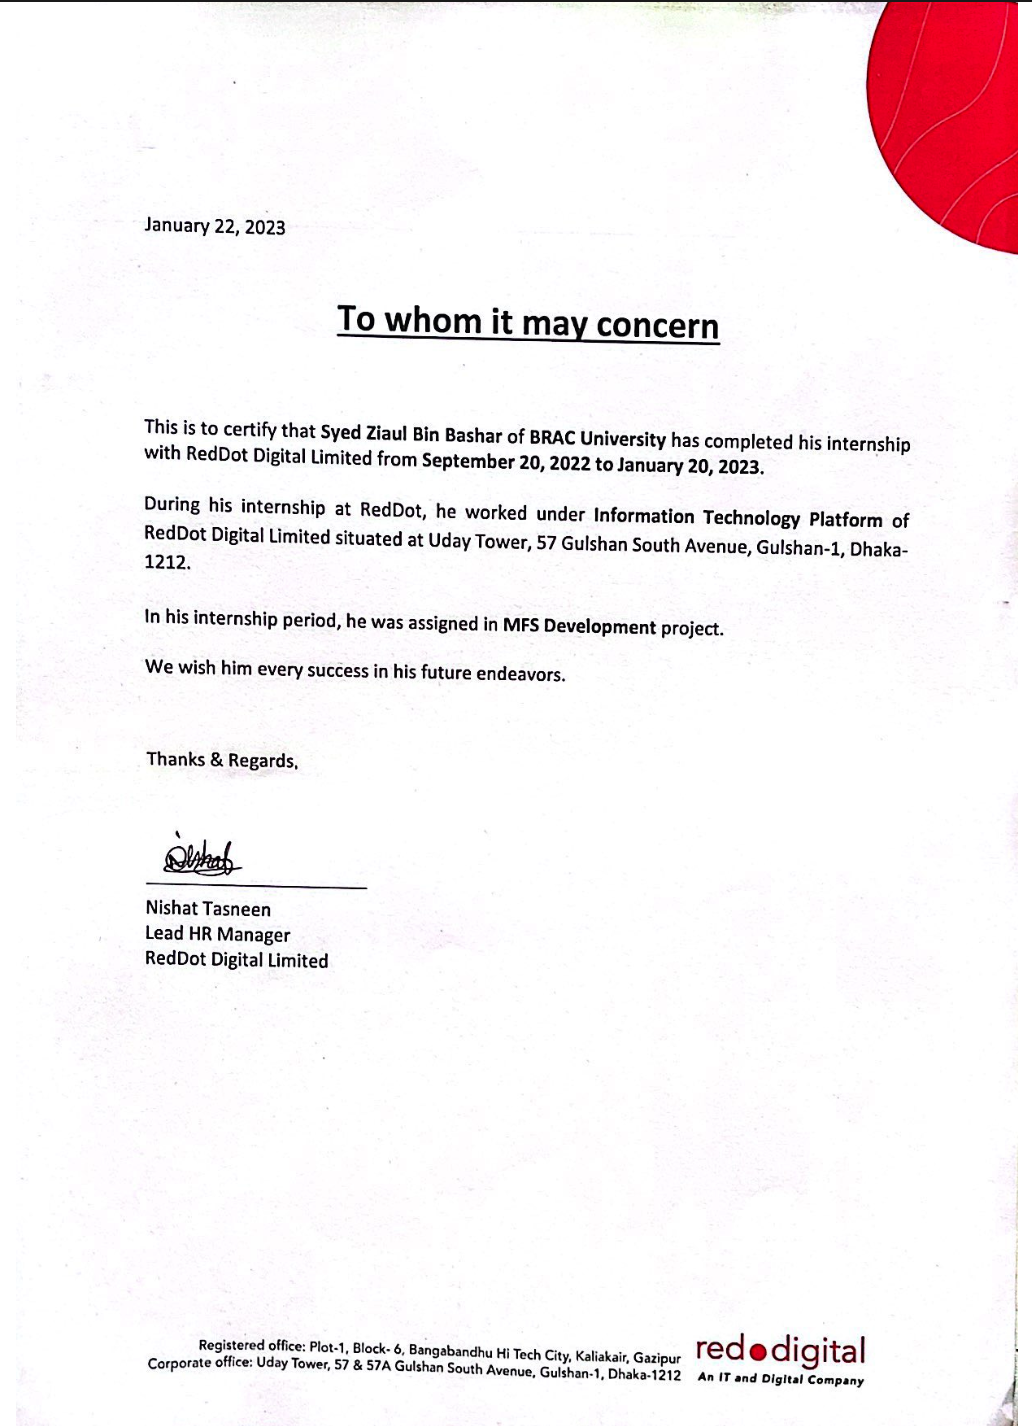 January 22, 2023
To whom it may concern
This is to certify that Syed Ziaul Bin Bashar of BRAC University has completed his internship
with RedDot Digital Limited from September 20, 2022 to January 20, 2023.
During his internship at RedDot, he worked under Information Technology Platform of
RedDot Digital Limited situated at Uday Tower, 57 Gulshan South Avenue, Gulshan-1, Dhaka-
1212.
In his internship period, he was assigned in MFS Development project.
We wish him every success in his future endeavors.
Thanks & Regards,
Nishat
Nishat Tasneen
Lead HR Manager
RedDot Digital Limited
Registered office: Plot-1, Block- 6, Bangabandhu Hi Tech City, Kaliakair, Gazipur
Corporate office: Uday Tower, 57 & 57A Gulshan South Avenue, Gulshan-1, Dhaka-1212
red digital
An IT and Digital Company